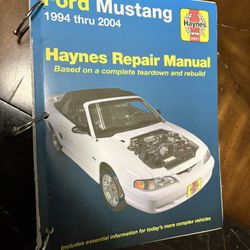 Ford Mustang
1994 thru 2004
Haynes
Haynes Repair Manual
Based on a complete teardown and rebuild
Includes essential information for today's more complex vehicles